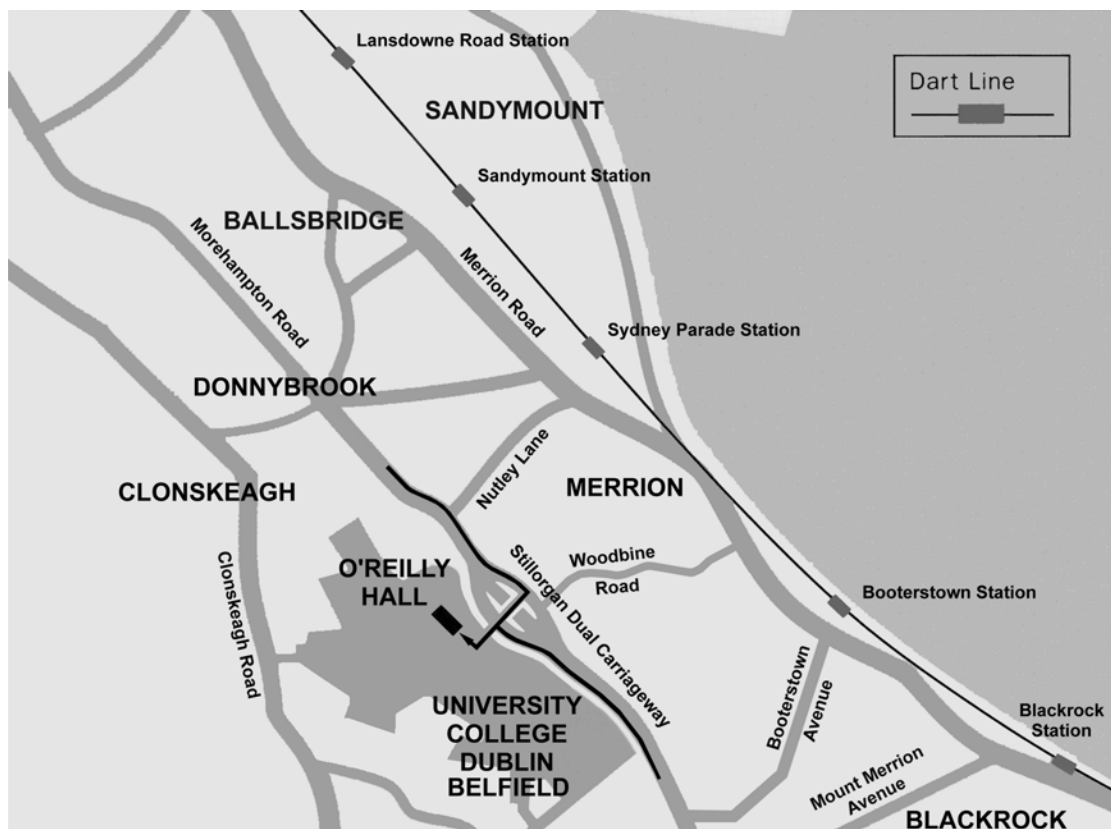 Lansdowne Road Station
Dart Line
SANDYMOUNT
Sandymount Station
BALLSBRIDGE
Morehampton Road
Merrion Road
Sydney Parade Station
DONNYBROOK
Nutley Lane
CLONSKEAGH
MERRION
O'REILLY
HALL
Stillorgan Dual Carriageway
Woodbine
Road
Clonskeagh Road
Booterstown Station
Booterstown
Avenue
UNIVERSITY
COLLEGE
DUBLIN
BELFIELD
Blackrock
Station
Mount Merrion
Avenue
BLACKROCK